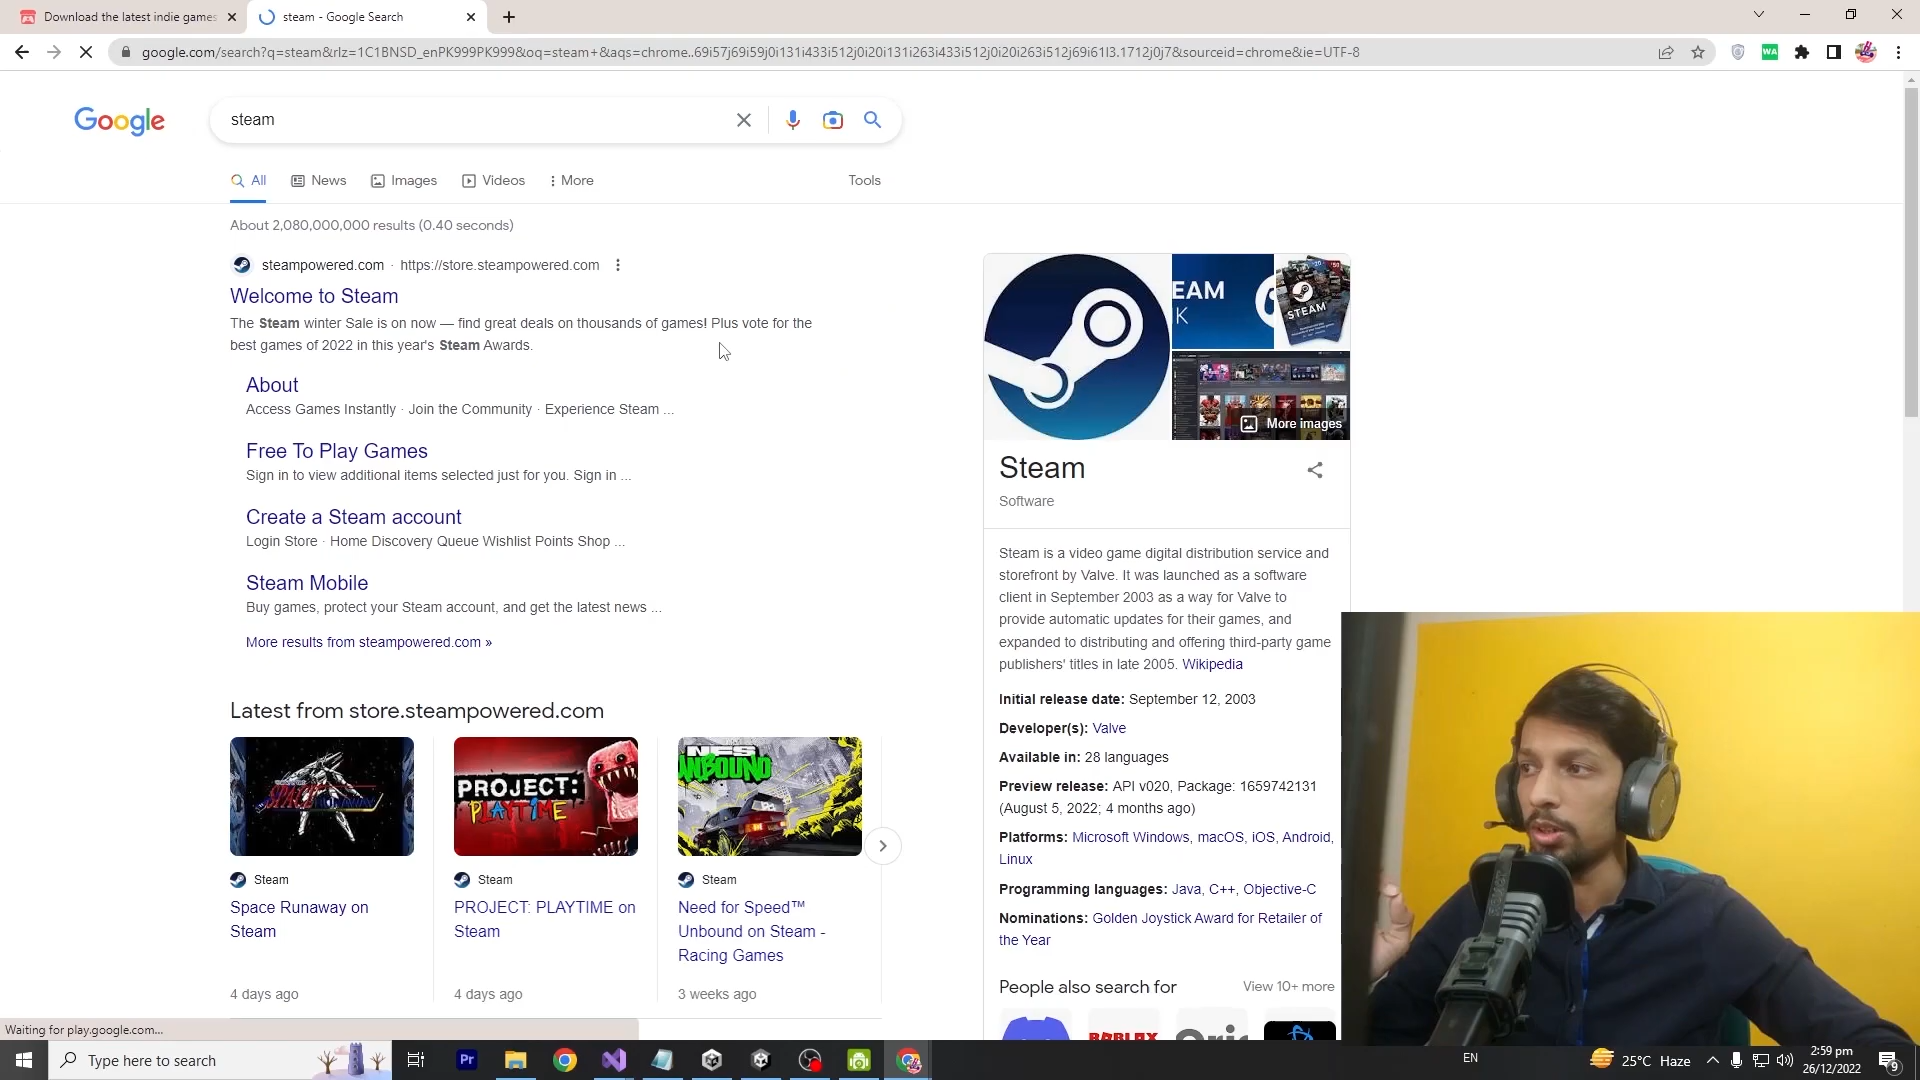 Download the latest indie games
steam - Google Search
google.com/search?q=steam&rlz=1C1BNSD_enPK999PK999&oq=steam+&aqs=chrome..69i57j69i59j0i131i433i512j0i20i131i263i433i512j0i20i263i512j69i61l3.1712j0j7&sourceid=chrome&ie=UTF-8
WA
Google
steam
All
News
Images
Videos
More
Tools
About 2,080,000,000 results (0.40 seconds)
steampowered.com · https://store.steampowered.com
Welcome to Steam
The Steam winter Sale is on now — find great deals on thousands of games! Plus vote for the
best games of 2022 in this year's Steam Awards.
About
Access Games Instantly · Join the Community · Experience Steam ...
Free To Play Games
Sign in to view additional items selected just for you. Sign in ...
Create a Steam account
Login Store · Home Discovery Queue Wishlist Points Shop ...
Steam Mobile
Buy games, protect your Steam account, and get the latest news ...
More results from steampowered.com »
Latest from store.steampowered.com
PROJECT:
PLAYTIME
NFS
UNBOUND
Steam
Space Runaway on
Steam
4 days ago
Steam
PROJECT: PLAYTIME on
Steam
4 days ago
Steam
Need for Speed™
Unbound on Steam -
Racing Games
3 weeks ago
EAM
K
STEAM
More images
Steam
Software
Steam is a video game digital distribution service and
storefront by Valve. It was launched as a software
client in September 2003 as a way for Valve to
provide automatic updates for their games, and
expanded to distributing and offering third-party game
publishers' titles in late 2005. Wikipedia
Initial release date: September 12, 2003
Developer(s): Valve
Available in: 28 languages
Preview release: API v020, Package: 1659742131
(August 5, 2022; 4 months ago)
Platforms: Microsoft Windows, macOS, iOS, Android,
Linux
Programming languages: Java, C++, Objective-C
Nominations: Golden Joystick Award for Retailer of
the Year
People also search for
View 10+ more
Waiting for play.google.com...
Type here to search
Pr
EN
25°C Haze
2:59 pm
26/12/2022
9